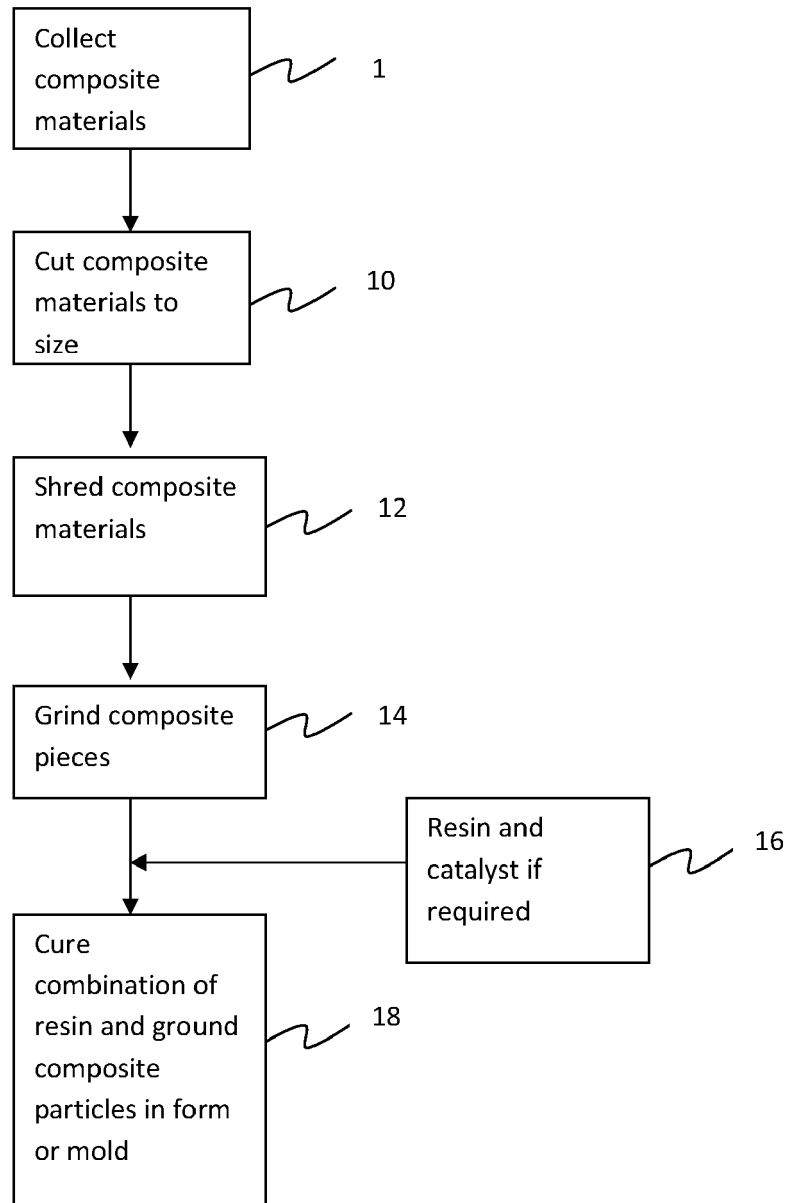 Collect
composite
materials
1
Cut composite
materials to
size
10
Shred composite
materials
12
Grind composite
pieces
14
Resin and
catalyst if
required
16
Cure
combination of
resin and ground
composite
particles in form
or mold
18